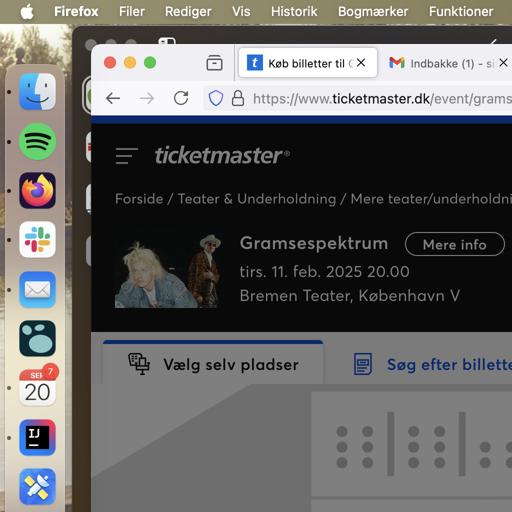 Firefox Filer Rediger Vis Historik Bogmærker Funktioner
t Køb billetter til Indbakke (1) - si
https://www.ticketmaster.dk/event/grams
ticketmaster®
Forside / Teater & Underholdning / Mere teater/underholdni
Gramsespektrum Mere info
tirs. 11. feb. 2025 20.00
Bremen Teater, København V
Vælg selv pladser Søg efter billette
SEP 7
20
IJ